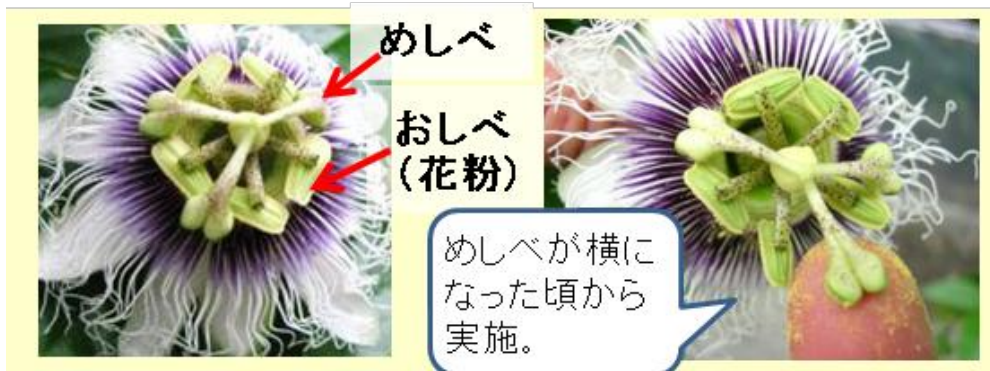 めしべ
おしべ
（花粉）
めしべが横に
なった頃から
実施。